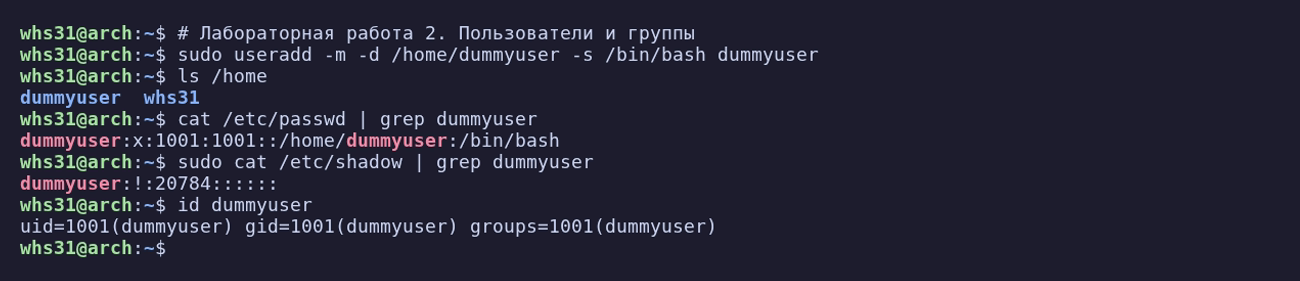 whs31@arch:~$ # Лабораторная работа 2. Пользователи и группы
whs31@arch:~$ sudo useradd -m -d /home/dummyuser -s /bin/bash dummyuser
whs31@arch:~$ ls /home
dummyuser  whs31
whs31@arch:~$ cat /etc/passwd | grep dummyuser
dummyuser:x:1001:1001::/home/dummyuser:/bin/bash
whs31@arch:~$ sudo cat /etc/shadow | grep dummyuser
dummyuser:!:20784::::::
whs31@arch:~$ id dummyuser
uid=1001(dummyuser) gid=1001(dummyuser) groups=1001(dummyuser)
whs31@arch:~$